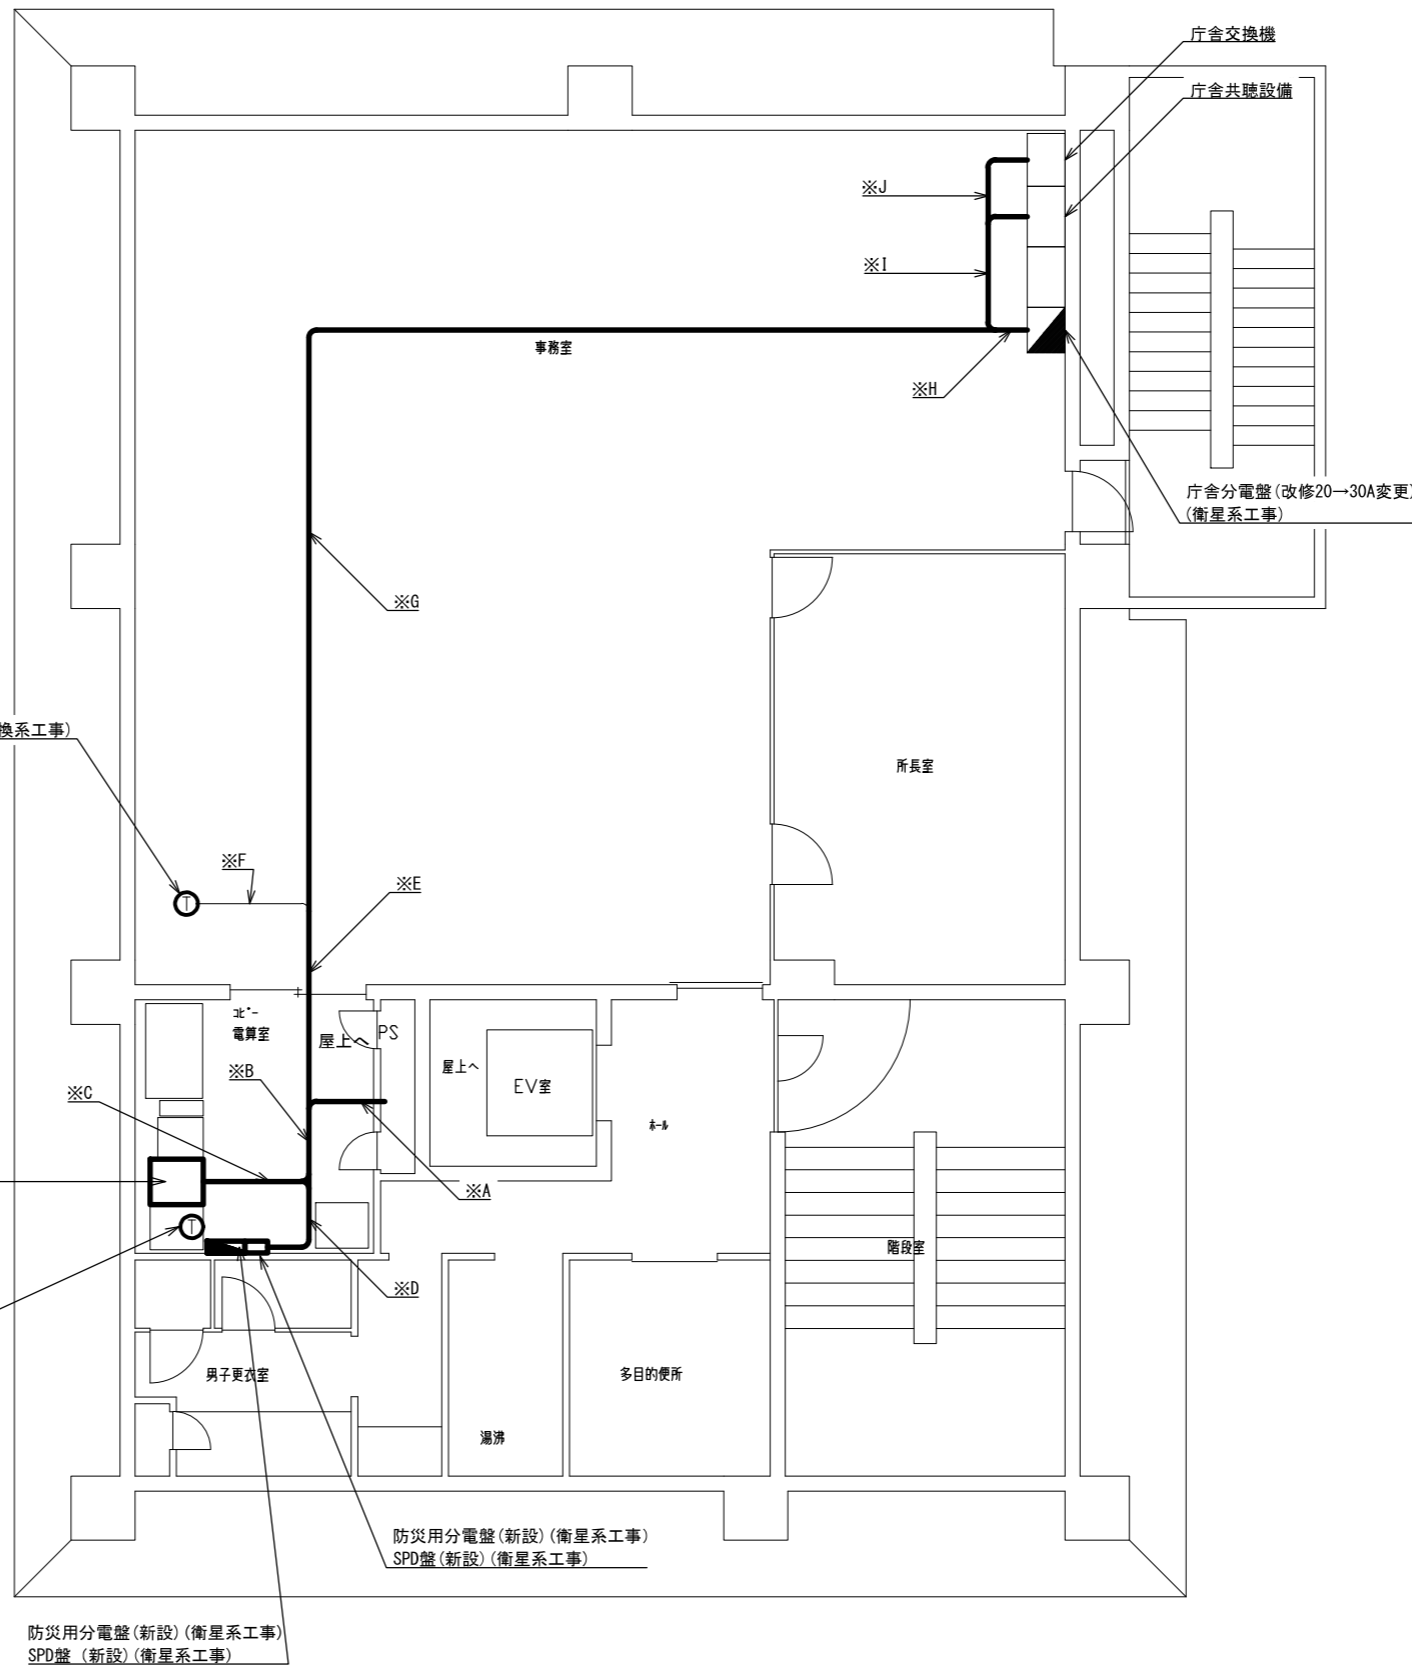 庁舎交換機
庁舎共聴設備
※J
※I
事務室
※H
庁舎分電盤(改修20→30A変更)
(衛星系工事)
※G
換系工事)
所長室
※F
※E
ｺﾋﾟｰ
電算室
屋上へ
PS
屋上へ
EV室
※B
※C
ﾎｰﾙ
※A
T
T
階段室
※D
男子更衣室
多目的便所
湯沸
防災用分電盤(新設)(衛星系工事)
SPD盤(新設)(衛星系工事)
防災用分電盤(新設)(衛星系工事)
SPD盤 (新設)(衛星系工事)